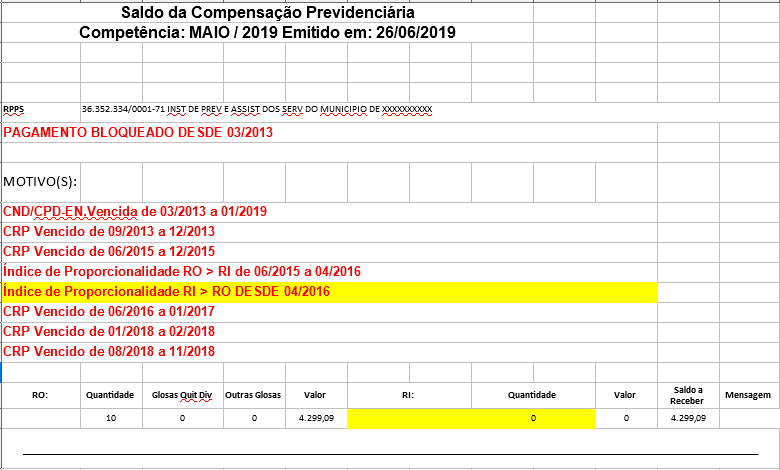 Saldo da Compensação Previdenciária
Competência: MAIO / 2019 Emitido em: 26/06/2019
RPPS 36.352.334/0001-71 INST DE PREV E ASSIST DOS SERV DO MUNICIPIO DE XXXXXXXXXX
PAGAMENTO BLOQUEADO DESDE 03/2013
MOTIVO(S):
CND/CPD-EN.Vencida de 03/2013 a 01/2019
CRP Vencido de 09/2013 a 12/2013
CRP Vencido de 06/2015 a 12/2015
Índice de Proporcionalidade RO > RI de 06/2015 a 04/2016
Índice de Proporcionalidade RI > RO DESDE 04/2016
CRP Vencido de 06/2016 a 01/2017
CRP Vencido de 01/2018 a 02/2018
CRP Vencido de 08/2018 a 11/2018
RO: Quantidade Glosas Quit Div Outras Glosas Valor RI: Quantidade Valor Saldo a Receber Mensagem
10 0 0 4.299,09 0 0 4.299,09